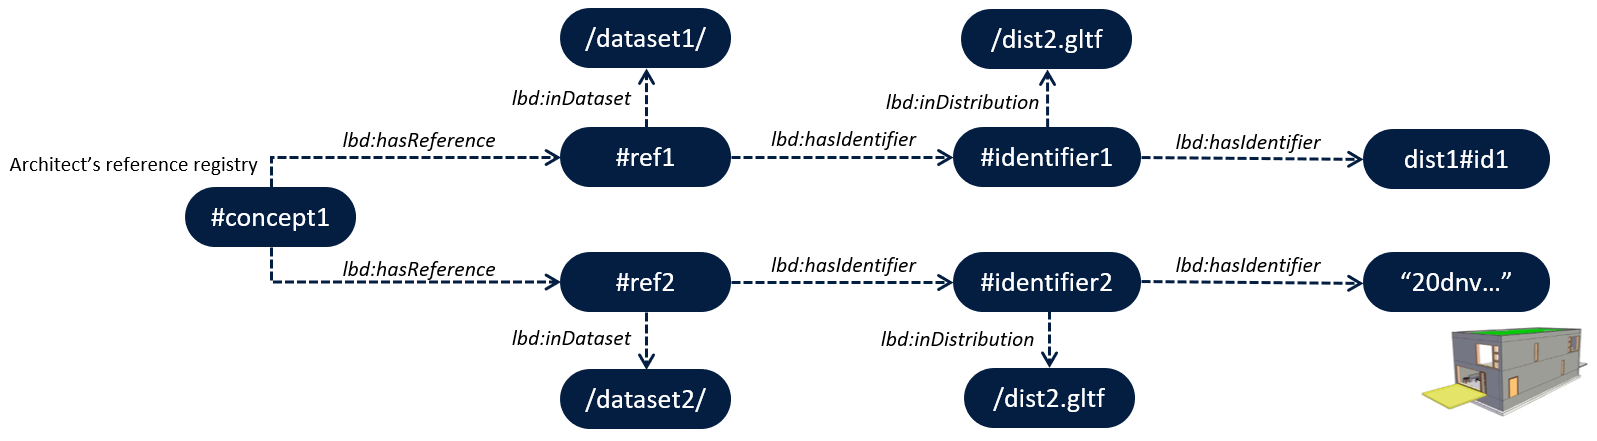 /dataset1/
/dist2.gltf
lbd:inDataset
lbd:inDistribution
lbd:hasReference
lbd:hasIdentifier
lbd:hasIdentifier
Architect's reference registry
#ref1
#identifier1
dist1#id1
#concept1
lbd:hasReference
lbd:hasIdentifier
lbd:hasIdentifier
#ref2
#identifier2
“20dnv...”
lbd:inDataset
lbd:inDistribution
/dataset2/
/dist2.gltf